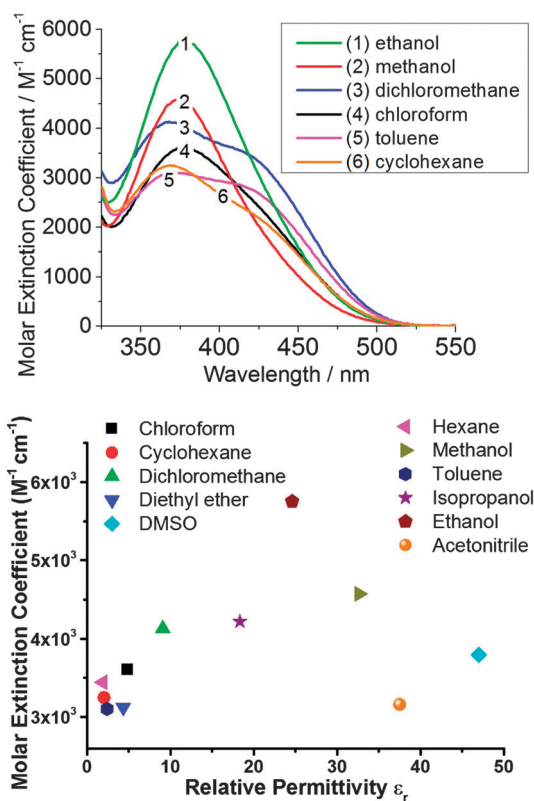 Molar Extinction Coefficient / M⁻¹ cm⁻¹
6000
5000
4000
3000
2000
1000
0
350
400
450
500
550
Wavelength / nm
(1) ethanol
(2) methanol
(3) dichloromethane
(4) chloroform
(5) toluene
(6) cyclohexane
1
2
3
4
5
6
Molar Extinction Coefficient (M⁻¹ cm⁻¹)
Chloroform
Cyclohexane
Dichloromethane
Diethyl ether
DMSO
Hexane
Methanol
Toluene
Isopropanol
Ethanol
Acetonitrile
6x10³
5x10³
4x10³
3x10³
0
10
20
30
40
50
Relative Permittivity εᵣ